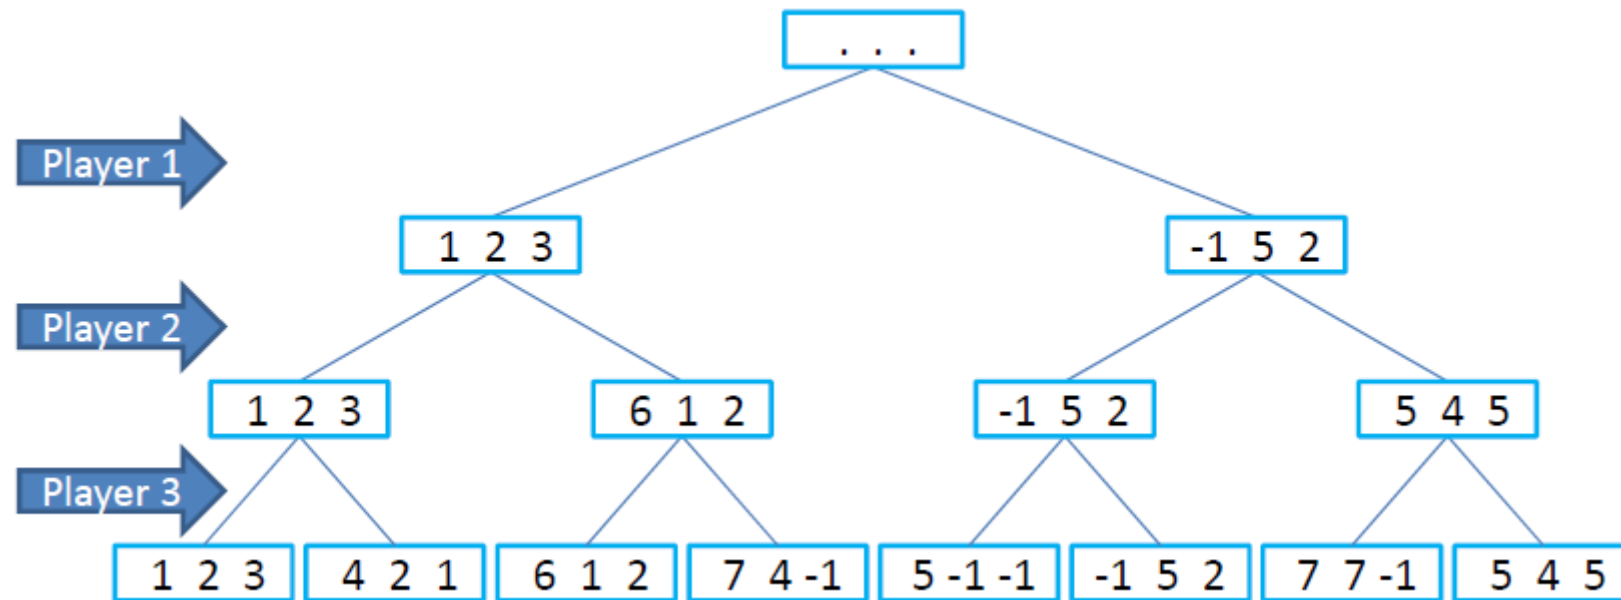 . . .
Player 1
1 2 3 -1 5 2
Player 2
1 2 3 6 1 2 -1 5 2 5 4 5
Player 3
1 2 3 4 2 1 6 1 2 7 4 -1 5 -1 -1 -1 5 2 7 7 -1 5 4 5